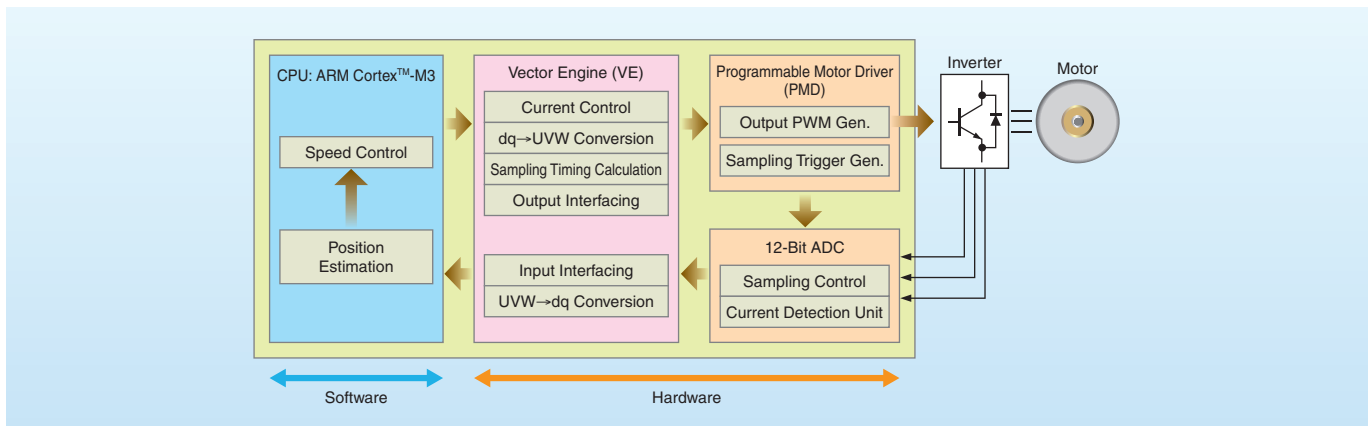 CPU: ARM Cortex™-M3
Speed Control
Position
Estimation
Vector Engine (VE)
Current Control
dq→UVW Conversion
Sampling Timing Calculation
Output Interfacing
Input Interfacing
UVW→dq Conversion
Programmable Motor Driver
(PMD)
Output PWM Gen.
Sampling Trigger Gen.
12-Bit ADC
Sampling Control
Current Detection Unit
Inverter
Motor
Software
Hardware